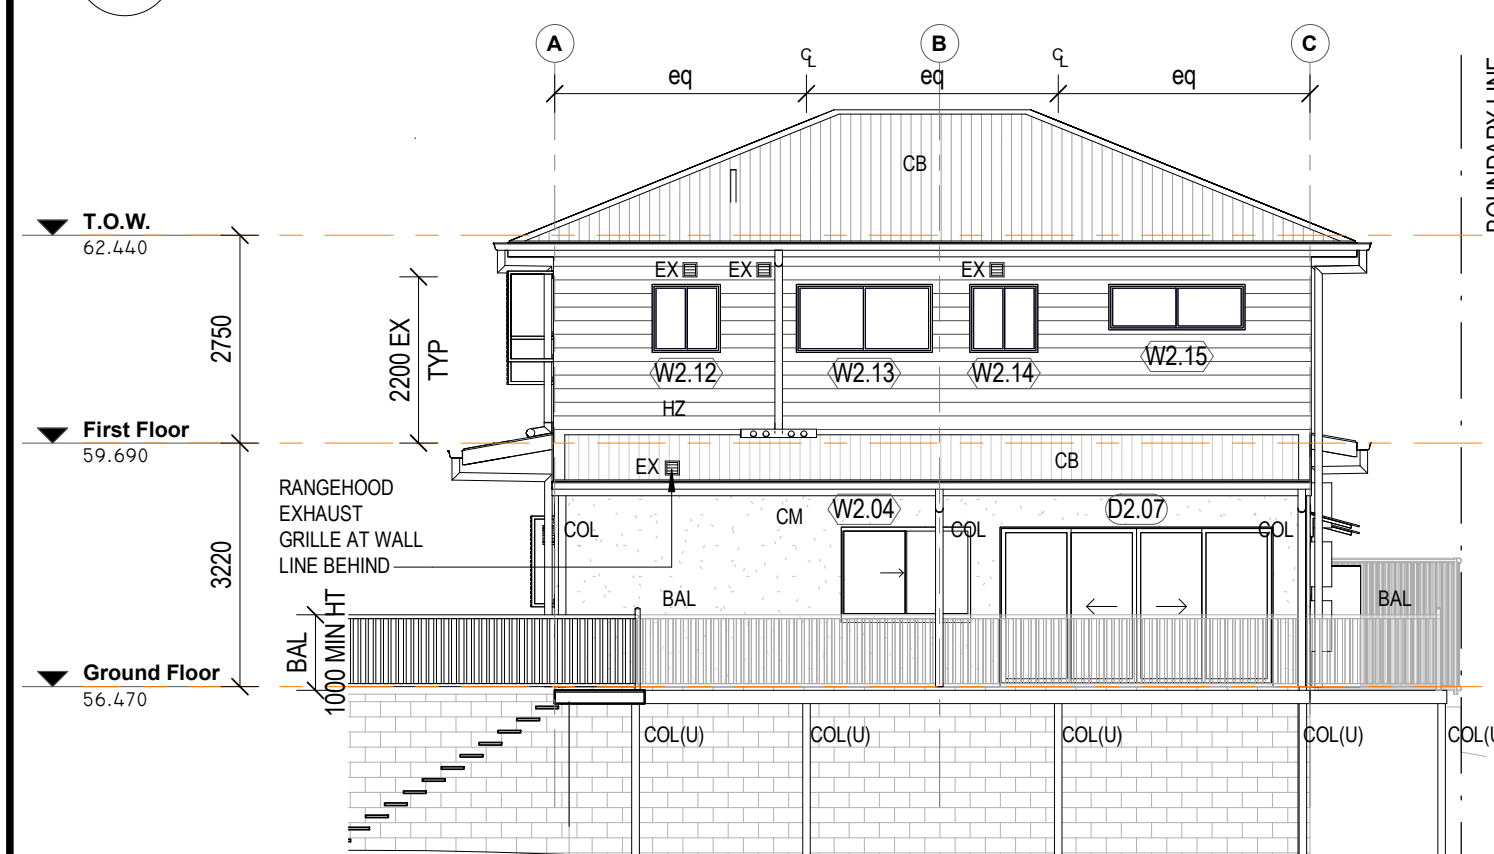 A
B
C
℄
℄
eq
eq
eq
BOUNDARY LINE
CB
T.O.W.
62.440
EX
EX
EX
2750
2200 EX
TYP
W2.12
W2.13
W2.14
W2.15
HZ
First Floor
59.690
EX
CB
RANGEHOOD
EXHAUST
GRILLE AT WALL
LINE BEHIND
COL
CM
W2.04
COL
D2.07
COL
3220
BAL
BAL
BAL
1000 MIN HT
Ground Floor
56.470
COL(U)
COL(U)
COL(U)
COL(U)
COL(U